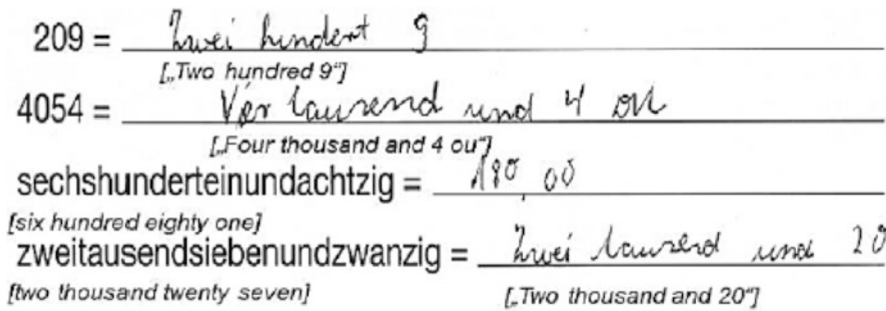 209 = Zwei hundert 9
[„Two hundred 9"]
4054 = Vier tausend und 4 ou
[„Four thousand and 4 ou"]
sechshunderteinundachtzig = 180,00
[six hundred eighty one]
zweitausendsiebenundzwanzig = Zwei tausend und 20
[two thousand twenty seven] [„Two thousand and 20"]